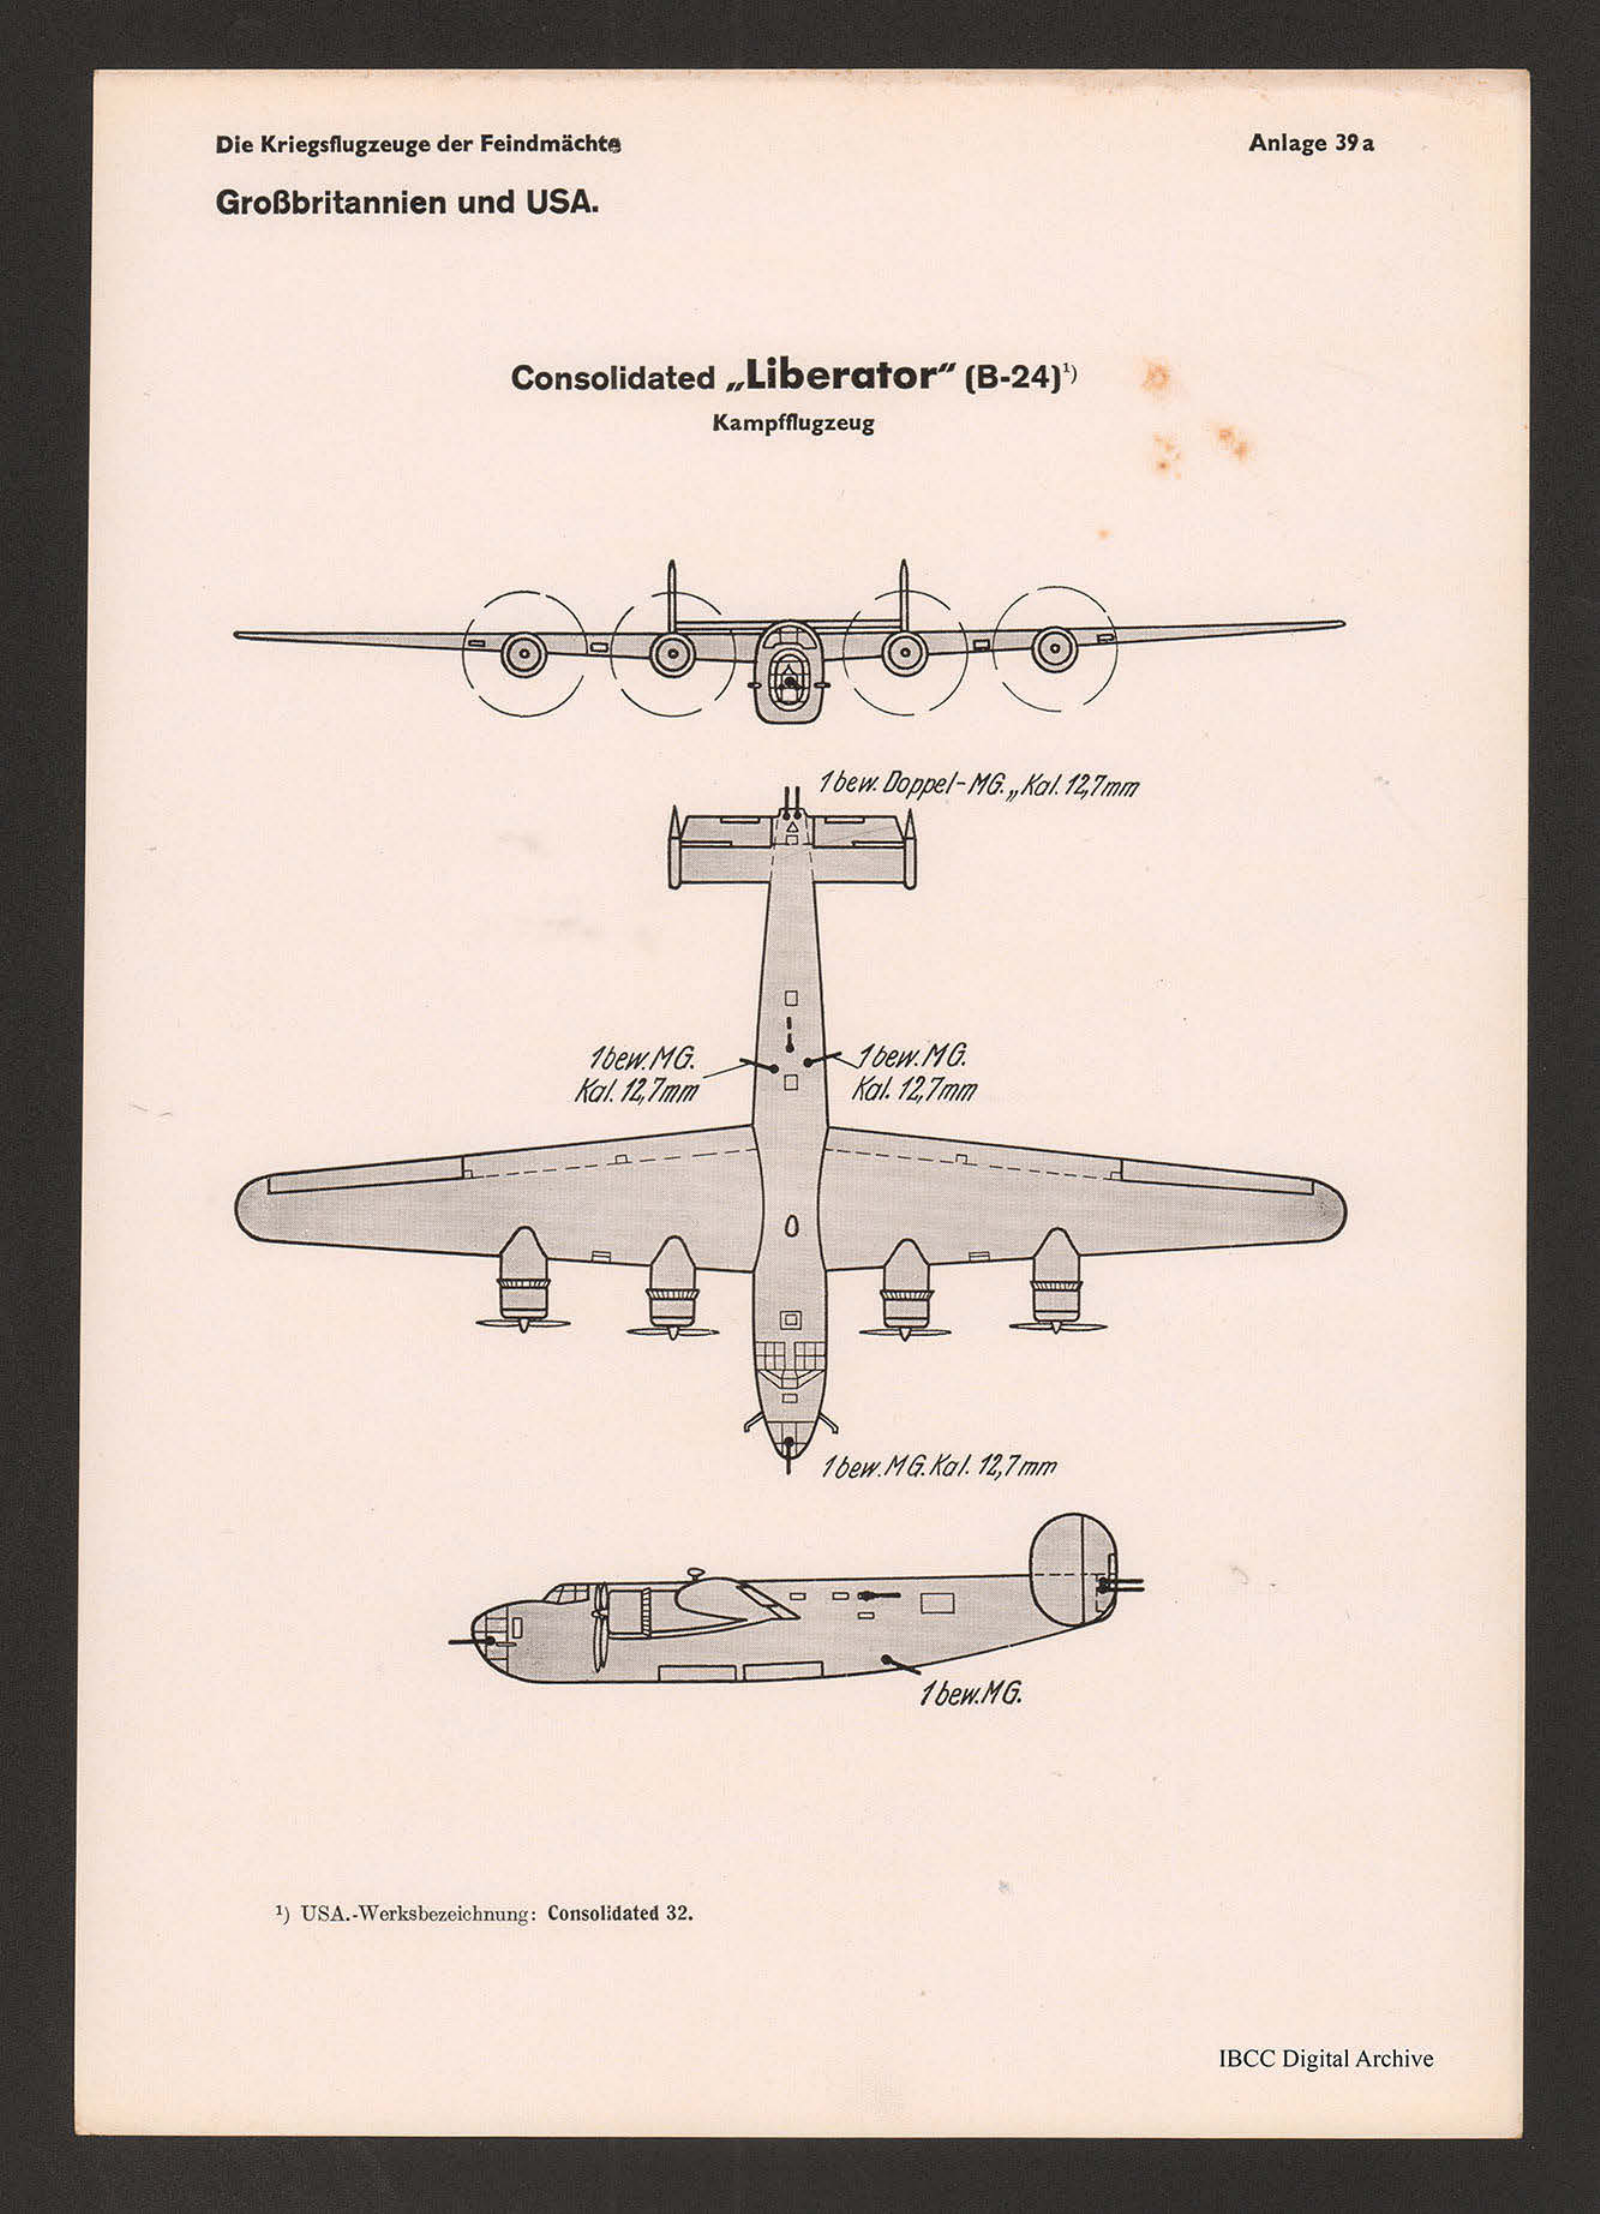 Die Kriegsflugzeuge der Feindmächte
Anlage 39a
Großbritannien und USA.
Consolidated „Liberator“ (B-24)¹)
Kampfflugzeug
1 bew. Doppel-MG. „Kal. 12,7mm
1 bew. MG.
Kal. 12,7mm
1 bew. MG.
Kal. 12,7mm
1 bew. MG. Kal. 12,7mm
1 bew. MG.
¹) USA.-Werksbezeichnung: Consolidated 32.
IBCC Digital Archive